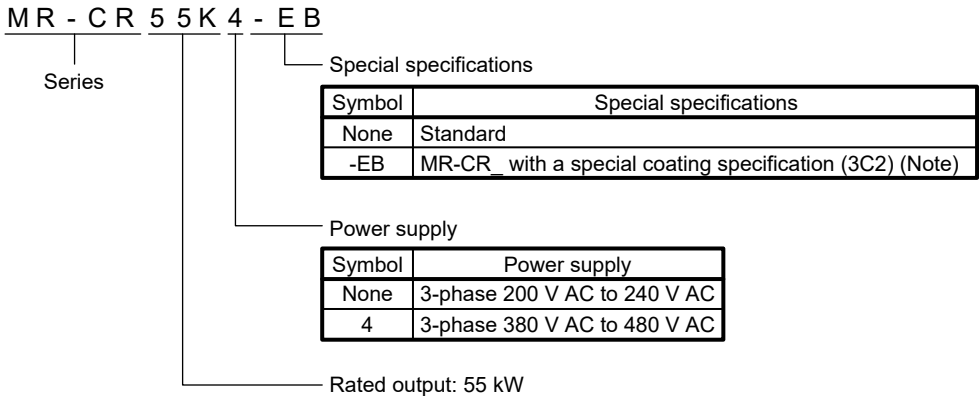 MR-CR55K4-EB
Series
Special specifications
Symbol Special specifications
None Standard
-EB MR-CR_ with a special coating specification (3C2) (Note)
Power supply
Symbol Power supply
None 3-phase 200 V AC to 240 V AC
4 3-phase 380 V AC to 480 V AC
Rated output: 55 kW